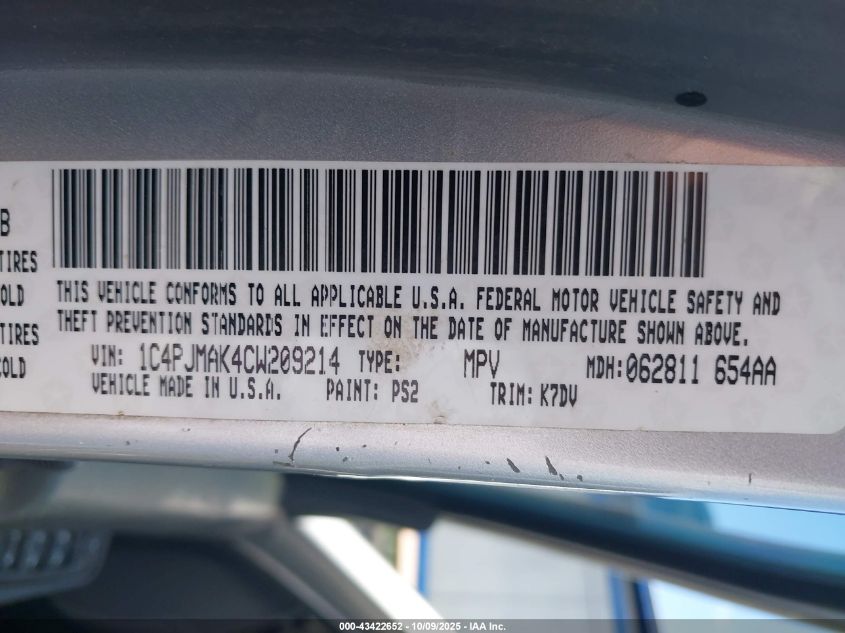 B
TIRES
OLD
TIRES
COLD
THIS VEHICLE CONFORMS TO ALL APPLICABLE U.S.A. FEDERAL MOTOR VEHICLE SAFETY AND
THEFT PREVENTION STANDARDS IN EFFECT ON THE DATE OF MANUFACTURE SHOWN ABOVE.
VIN: 1C4PJMAK4CW209214 TYPE: MPV MDH:062811 654AA
VEHICLE MADE IN U.S.A. PAINT: PS2 TRIM: K7DV
000-43422652 - 10/09/2025 - IAA Inc.